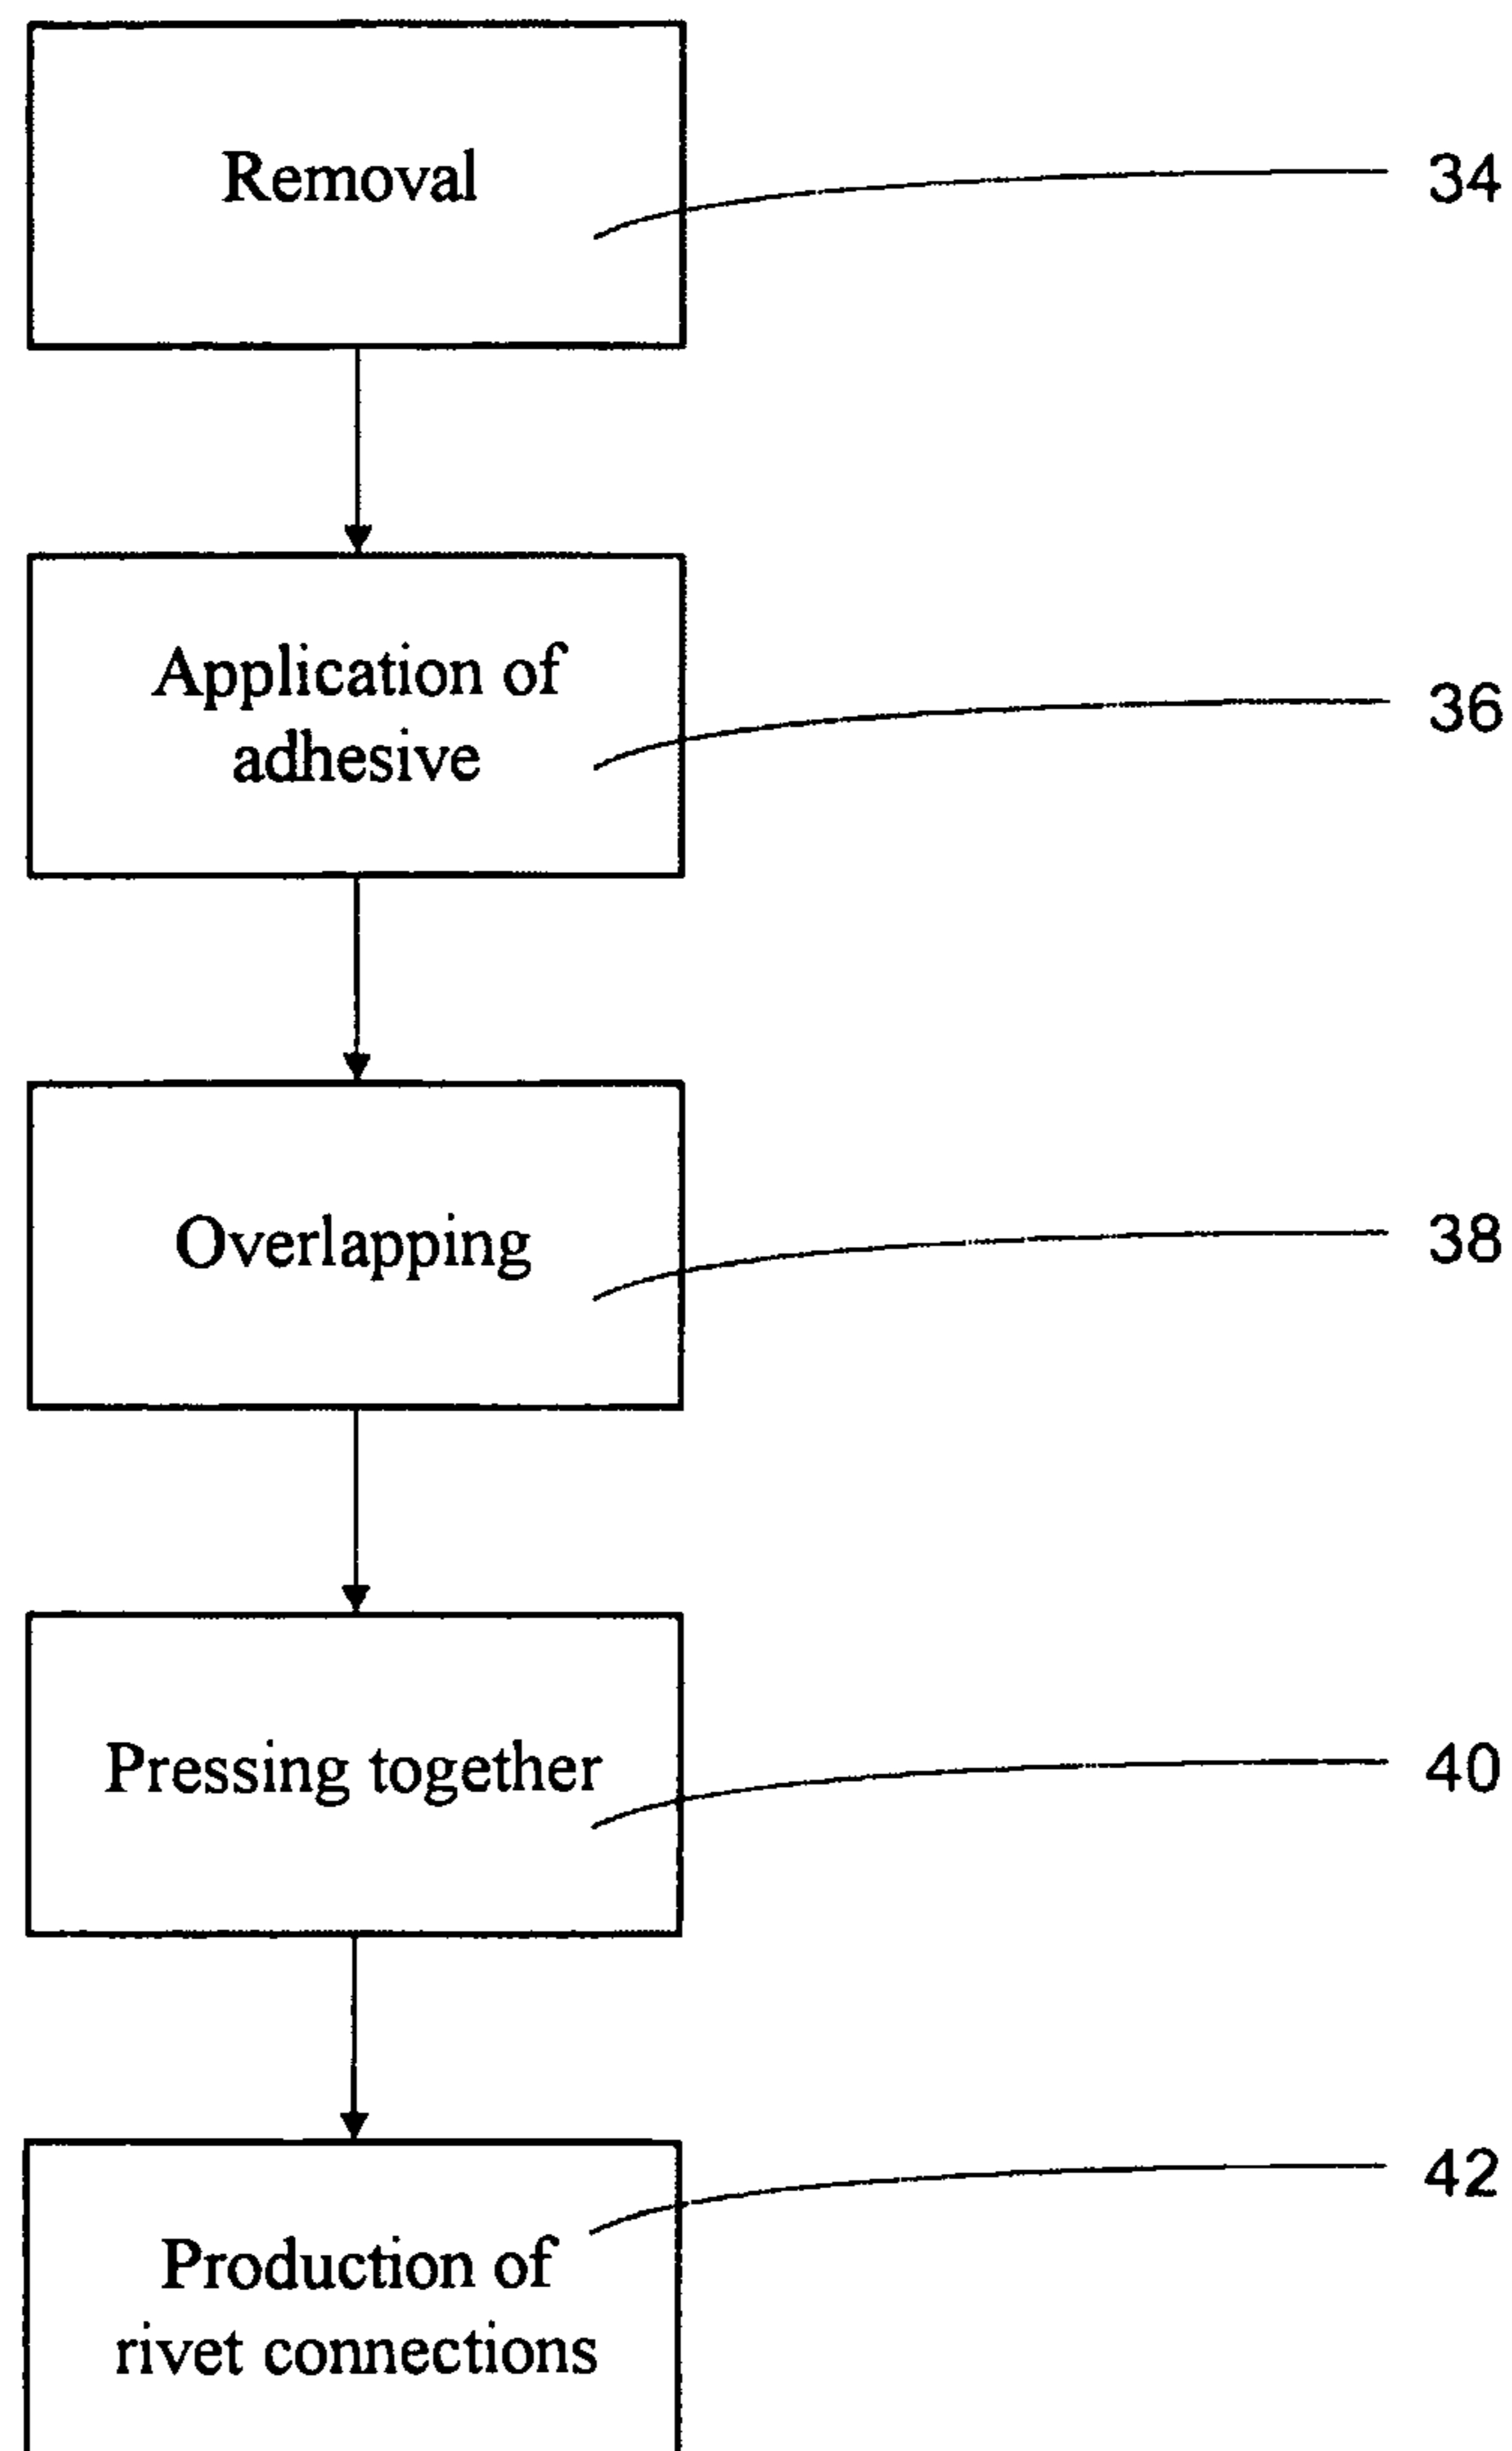 Removal
34
Application of
adhesive
36
Overlapping
38
Pressing together
40
42
Production of
rivet connections